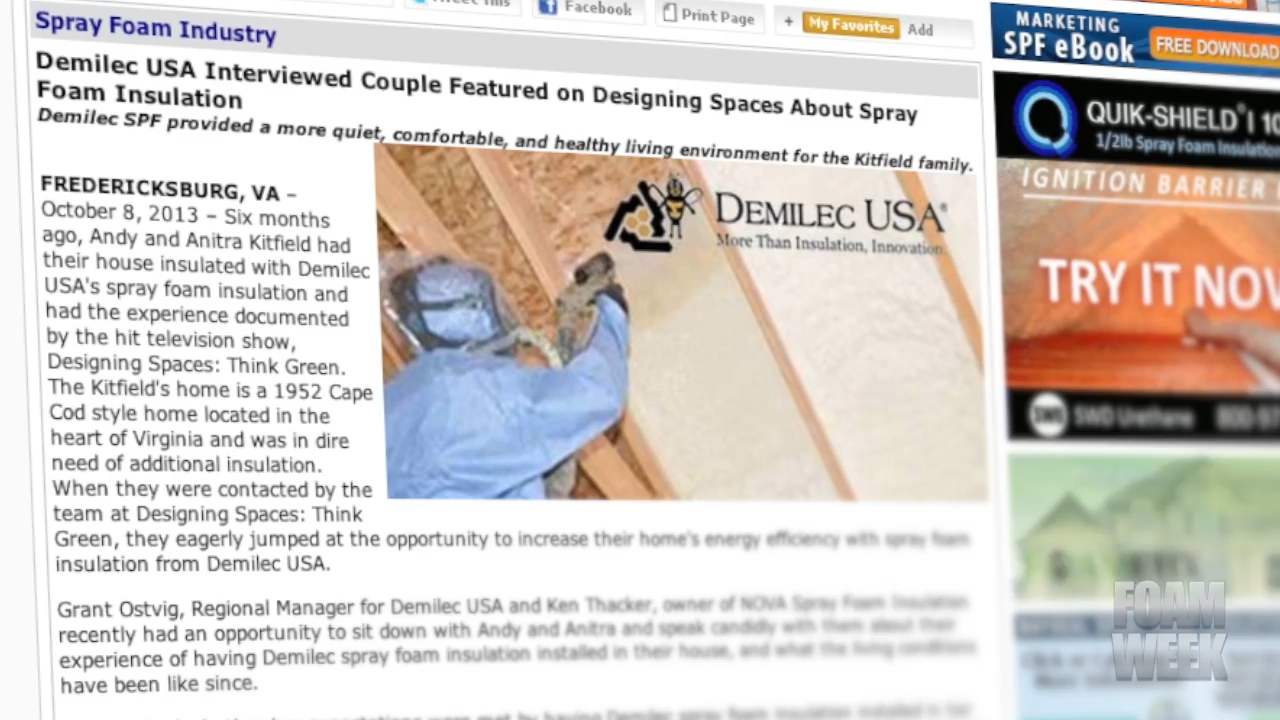 Tweet This
Facebook
Print Page
+ My Favorites Add
Spray Foam Industry
Demilec USA Interviewed Couple Featured on Designing Spaces About Spray
Foam Insulation
Demilec SPF provided a more quiet, comfortable, and healthy living environment for the Kitfield family.
FREDERICKSBURG, VA –
October 8, 2013 – Six months
ago, Andy and Anitra Kitfield had
their house insulated with Demilec
USA's spray foam insulation and
had the experience documented
by the hit television show,
Designing Spaces: Think Green.
The Kitfield's home is a 1952 Cape
Cod style home located in the
heart of Virginia and was in dire
need of additional insulation.
When they were contacted by the
team at Designing Spaces: Think
Green, they eagerly jumped at the opportunity to increase their home's energy efficiency with spray foam
insulation from Demilec USA.
Grant Ostvig, Regional Manager for Demilec USA and Ken Thacker, owner of NOVA Spray Foam Insulation
recently had an opportunity to sit down with Andy and Anitra and speak candidly with them about their
experience of having Demilec spray foam insulation installed in their house, and what the living conditions
have been like since.
DEMILEC USA®
More Than Insulation, Innovation.
MARKETING
SPF eBook
FREE DOWNLOAD
QUIK-SHIELD® | 10
1/2lb Spray Foam Insulation
IGNITION BARRIER
TRY IT NOW
SWD SWD Urethane
FOAM
WEEK